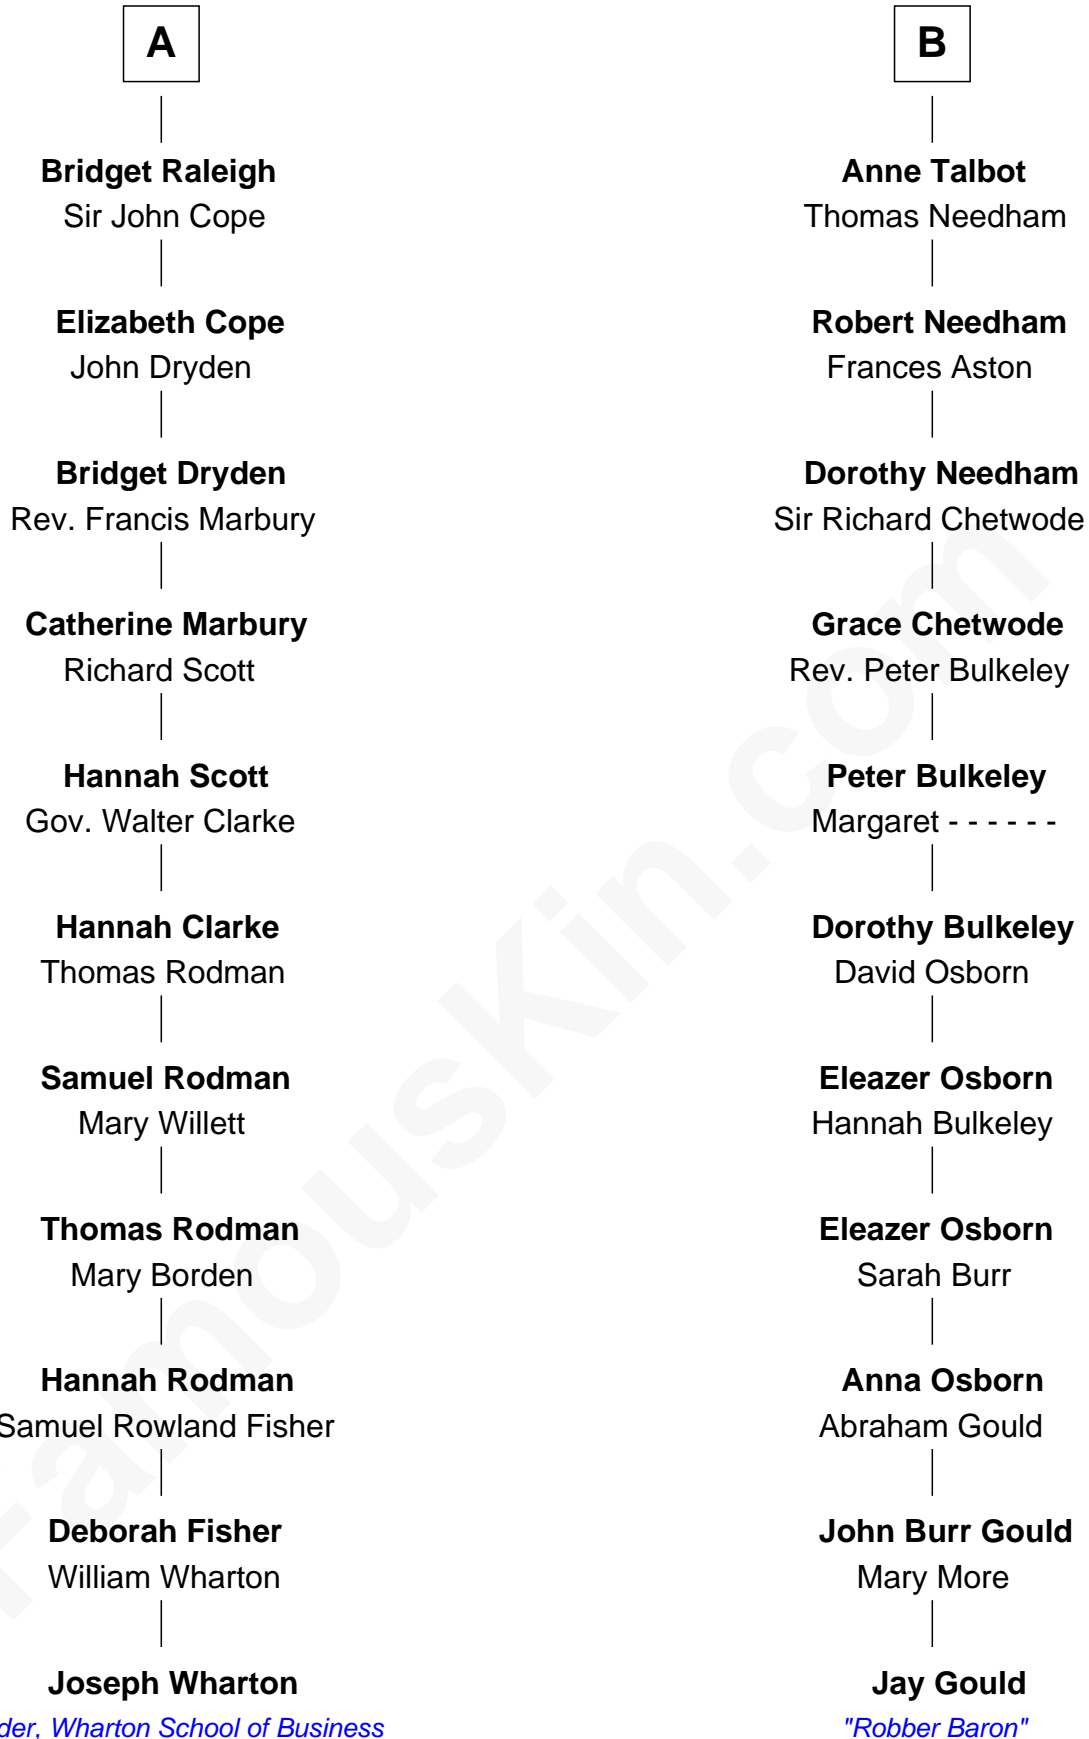 A
Bridget Raleigh
Sir John Cope
Elizabeth Cope
John Dryden
Bridget Dryden
Rev. Francis Marbury
Catherine Marbury
Richard Scott
Hannah Scott
Gov. Walter Clarke
Hannah Clarke
Thomas Rodman
Samuel Rodman
Mary Willett
Thomas Rodman
Mary Borden
Hannah Rodman
Samuel Rowland Fisher
Deborah Fisher
William Wharton
Joseph Wharton
der, Wharton School of Business
B
Anne Talbot
Thomas Needham
Robert Needham
Frances Aston
Dorothy Needham
Sir Richard Chetwode
Grace Chetwode
Rev. Peter Bulkeley
Peter Bulkeley
Margaret - - - - - -
Dorothy Bulkeley
David Osborn
Eleazer Osborn
Hannah Bulkeley
Eleazer Osborn
Sarah Burr
Anna Osborn
Abraham Gould
John Burr Gould
Mary More
Jay Gould
"Robber Baron"
FamousKin.com